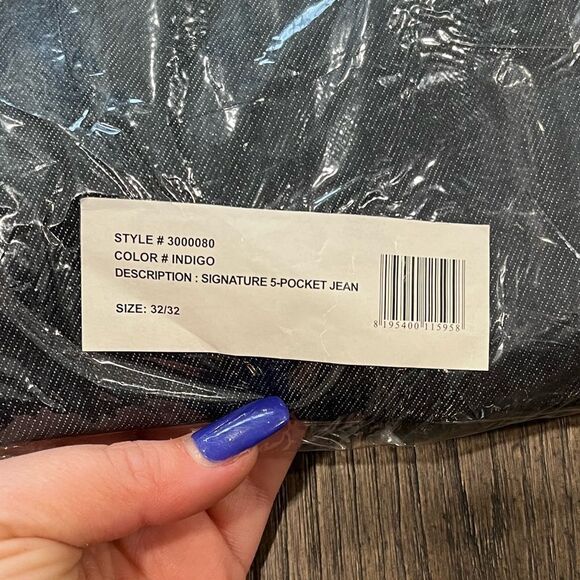 STYLE # 3000080
COLOR # INDIGO
DESCRIPTION : SIGNATURE 5-POCKET JEAN
SIZE: 32/32
8 195400 115958